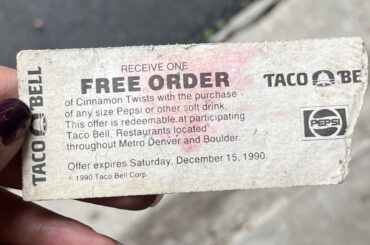 TACO BELL
RECEIVE ONE
FREE ORDER
of Cinnamon Twists with the purchase
of any size Pepsi or other soft drink.
This offer is redeemable at participating
Taco Bell. Restaurants located
throughout Metro Denver and Boulder.
Offer expires Saturday, December 15, 1990.
© 1990 Taco Bell Corp
TACO BE
PEPSI